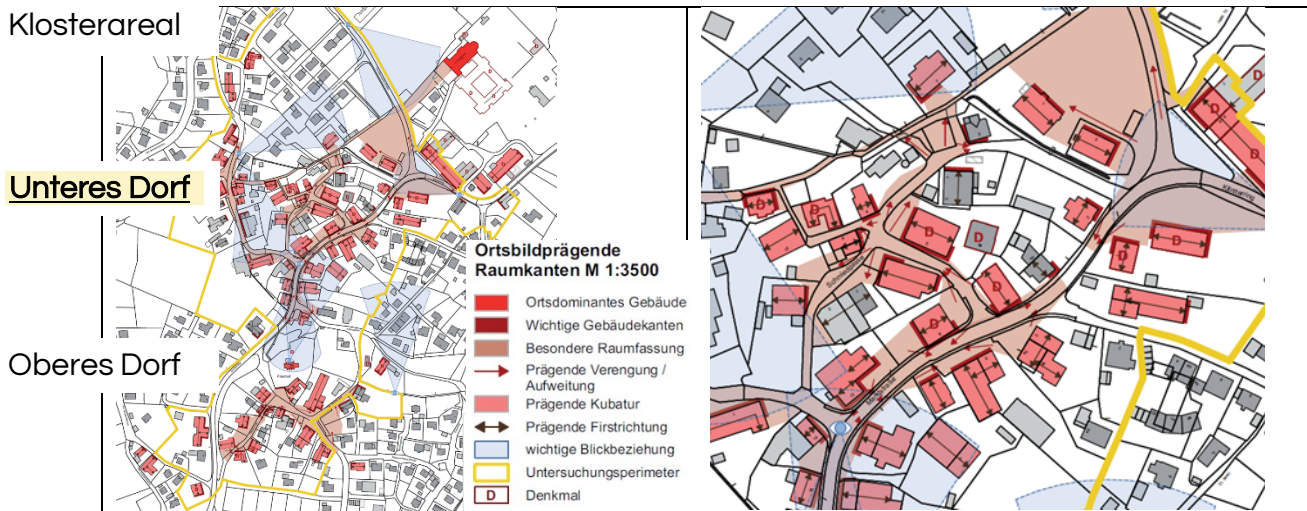 Klosterareal
Unteres Dorf
Oberes Dorf
Ortsbildprägende
Raumkanten M 1:3500
Ortsdominantes Gebäude
Wichtige Gebäudekanten
Besondere Raumfassung
Prägende Verengung /
Aufweitung
Prägende Kubatur
Prägende Firstrichtung
wichtige Blickbeziehung
Untersuchungsperimeter
D
Denkmal
D
D
D
D
D
D
D
D
D
D
D
D